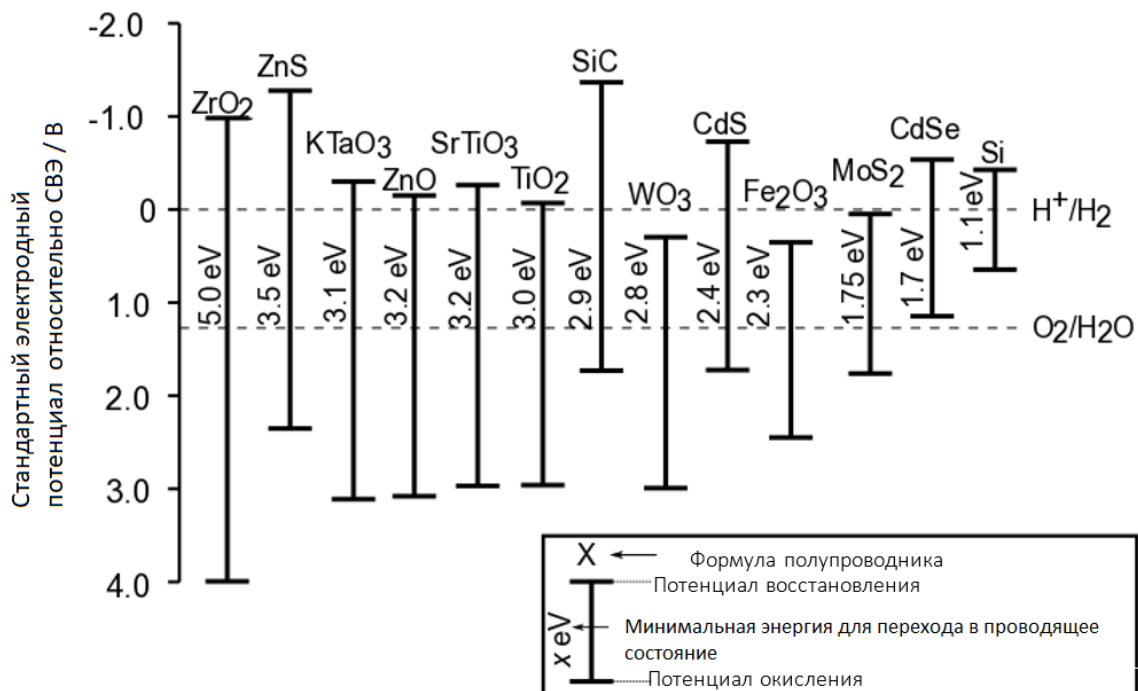 Стандартный электродный
потенциал относительно СВЭ / В
-2.0
-1.0
0
1.0
2.0
3.0
4.0
ZrO2
5.0 eV
ZnS
3.5 eV
KTaO3
3.1 eV
ZnO
3.2 eV
SrTiO3
3.2 eV
TiO2
3.0 eV
SiC
2.9 eV
WO3
2.8 eV
CdS
2.4 eV
Fe2O3
2.3 eV
MoS2
1.75 eV
CdSe
1.7 eV
Si
1.1 eV
H+/H2
O2/H2O
X
Формула полупроводника
Потенциал восстановления
x eV
Минимальная энергия для перехода в проводящее
состояние
Потенциал окисления